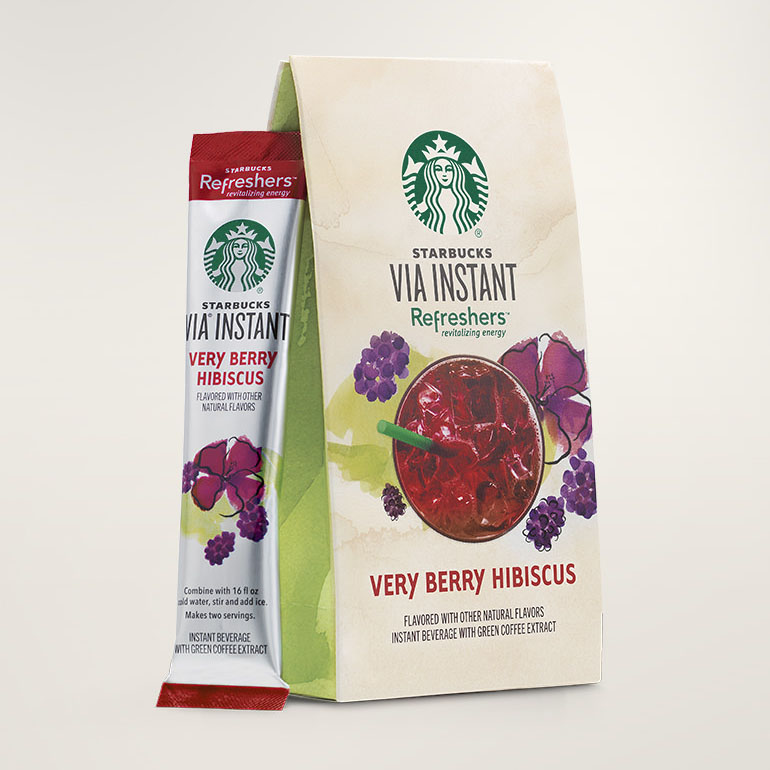 STARBUCKS
Refreshers™
revitalizing energy
®
STARBUCKS
VIA® INSTANT
VERY BERRY
HIBISCUS
FLAVORED WITH OTHER
NATURAL FLAVORS
Combine with 16 fl oz
cold water, stir and add ice.
Makes two servings.
INSTANT BEVERAGE
WITH GREEN COFFEE EXTRACT
®
STARBUCKS
VIA INSTANT
Refreshers™
revitalizing energy
VERY BERRY HIBISCUS
FLAVORED WITH OTHER NATURAL FLAVORS
INSTANT BEVERAGE WITH GREEN COFFEE EXTRACT